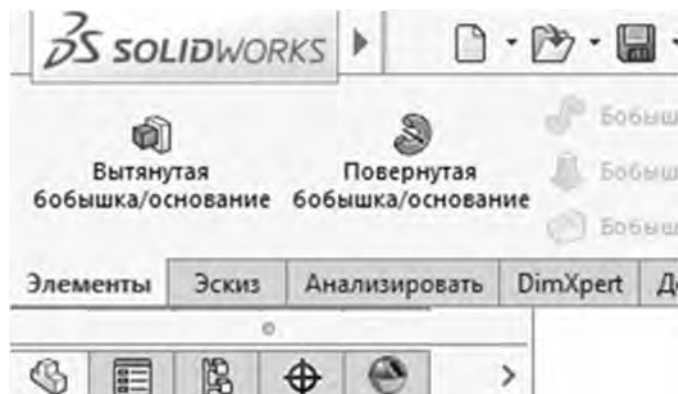 SOLIDWORKS
Вытянутая
бобышка/основание
Повернутая
бобышка/основание
Элементы Эскиз Анализировать DimXpert